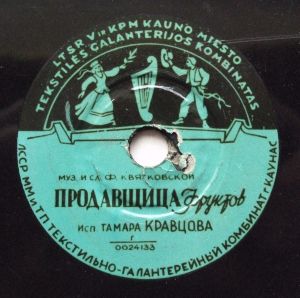 LTSR V ir KPM KAUNO MIESTO
TEKSTILĖS GALANTERIJOS KOMBINATAS
МУЗ. И СЛ. Ф. КВЯТКОВСКОЙ
ПРОДАВЩИЦА Фруктов
ИСП. ТАМАРА КРАВЦОВА
Г
0024133
ЛССР ММ и ТП ТЕКСТИЛЬНО-ГАЛАНТЕРЕЙНЫЙ КОМБИНАТ КАУНАС